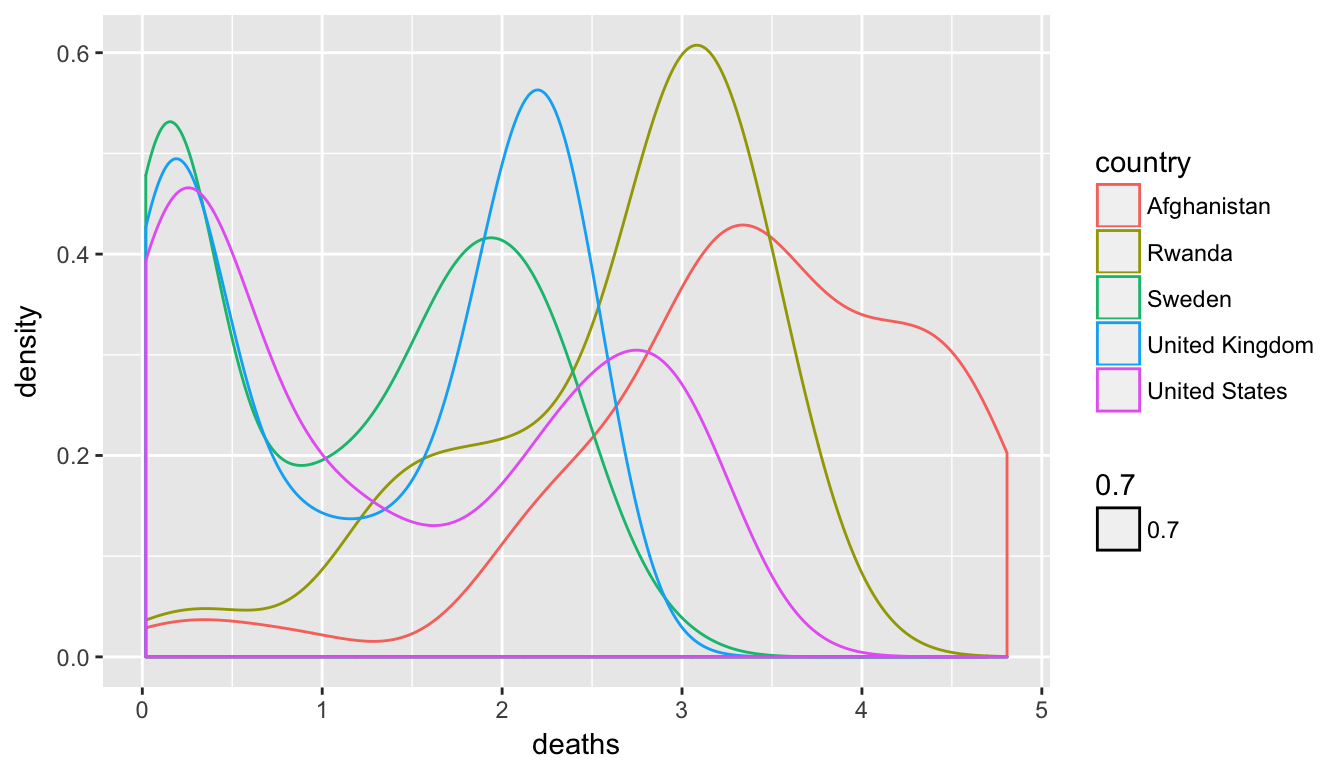 0.6
0.4
0.2
0.0
density
0 1 2 3 4 5
deaths
country
Afghanistan
Rwanda
Sweden
United Kingdom
United States
0.7
0.7